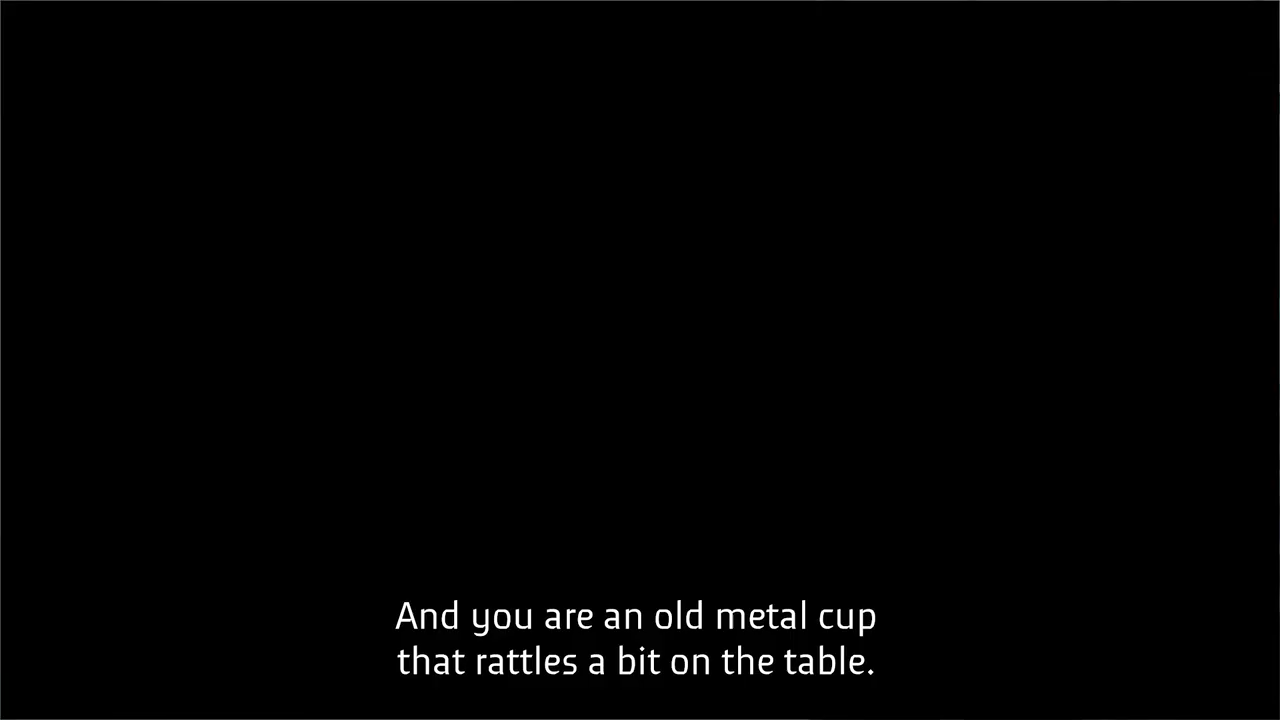 And you are an old metal cup
that rattles a bit on the table.